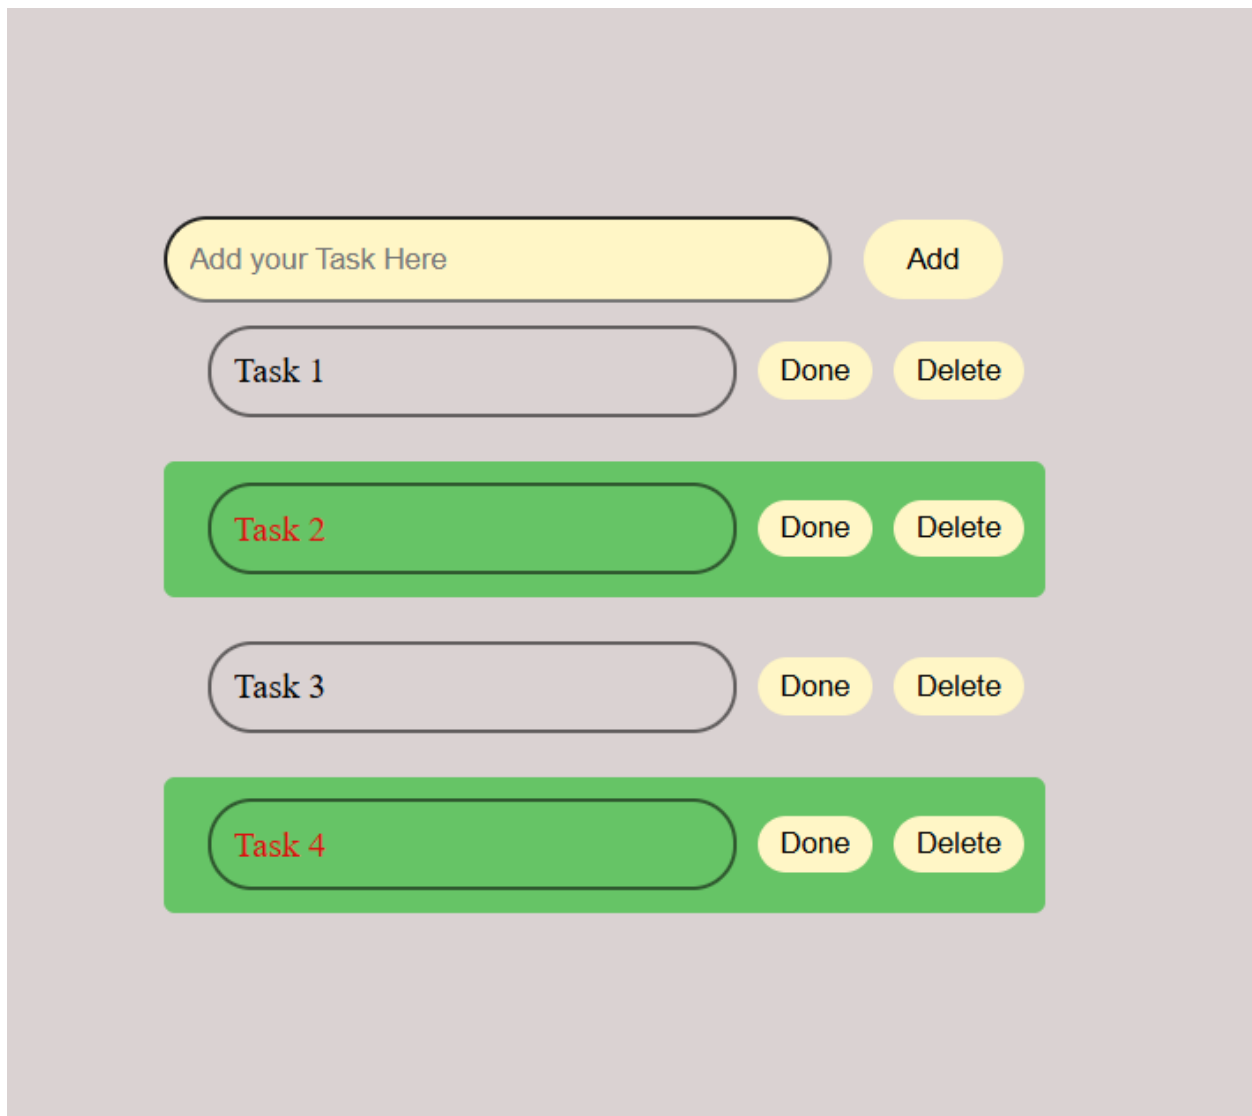 Add your Task Here Add
Task 1 Done Delete
Task 2 Done Delete
Task 3 Done Delete
Task 4 Done Delete